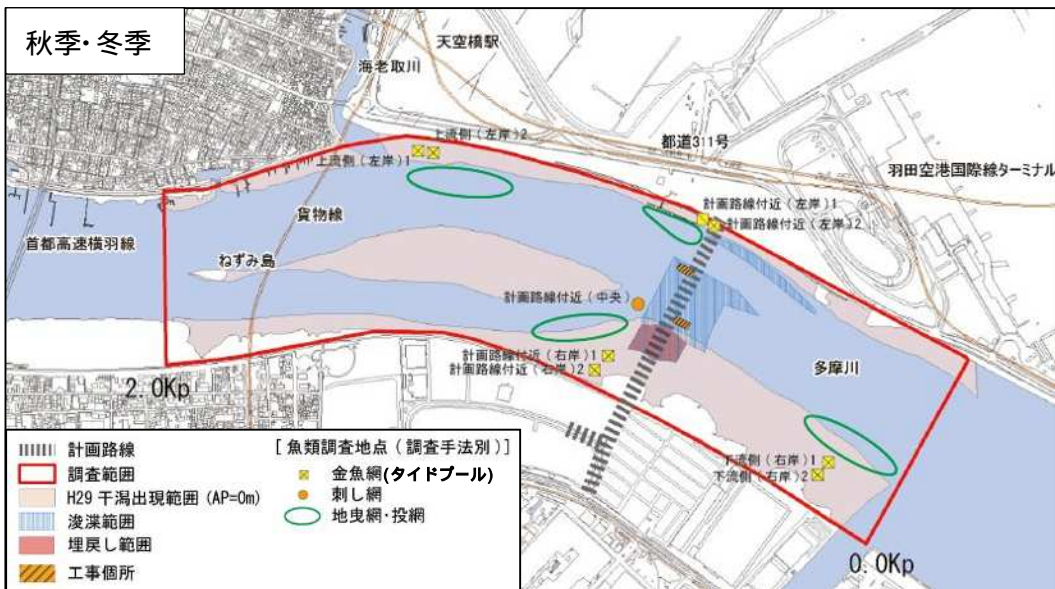 秋季・冬季
天空橋駅
海老取川
都道311号
羽田空港国際線ターミナル
上流側(左岸)2
上流側(左岸)1
計画路線付近(左岸)1
計画路線付近(左岸)2
首都高速横羽線
貨物線
ねずみ島
計画路線付近(中央)
計画路線付近(右岸)1
計画路線付近(右岸)2
多摩川
2.0Kp
下流側(右岸)1
下流側(右岸)2
0.0Kp
計画路線
調査範囲
H29 干潟出現範囲 (AP=0m)
浚渫範囲
埋戻し範囲
工事個所
[ 魚類調査地点(調査手法別)]
金魚網(タイドプール)
刺し網
地曳網・投網